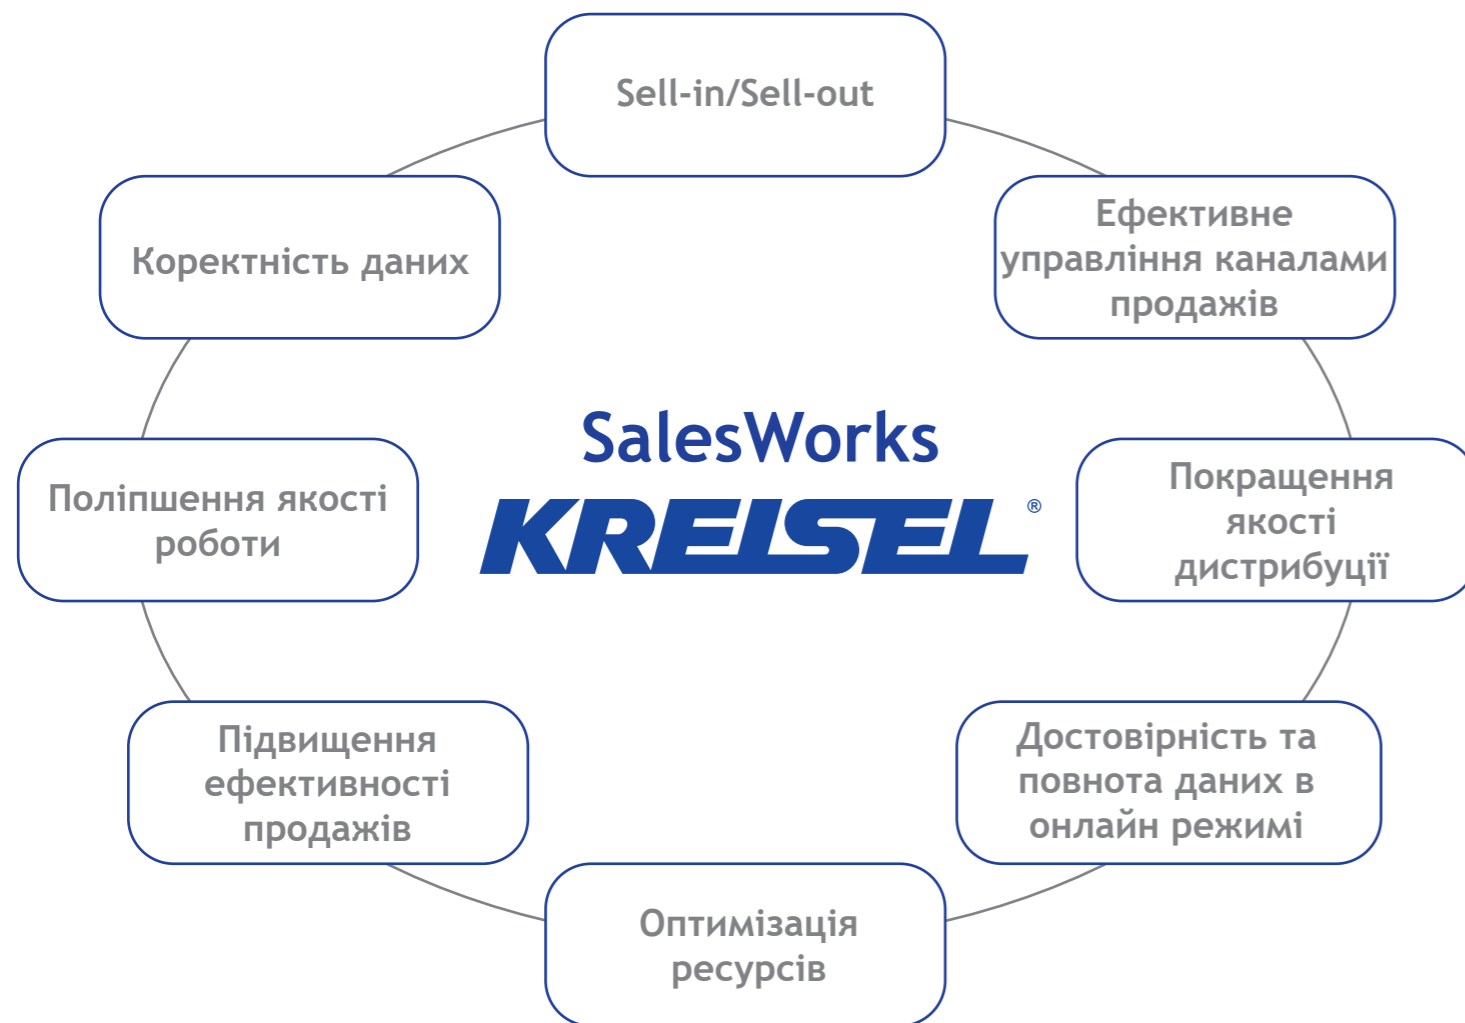 Sell-in/Sell-out
Ефективне
управління каналами
продажів
Покращення
якості
дистрибуції
Достовірність та
повнота даних в
онлайн режимі
Оптимізація
ресурсів
Підвищення
ефективності
продажів
Поліпшення якості
роботи
Коректність даних
SalesWorks
KREISEL®